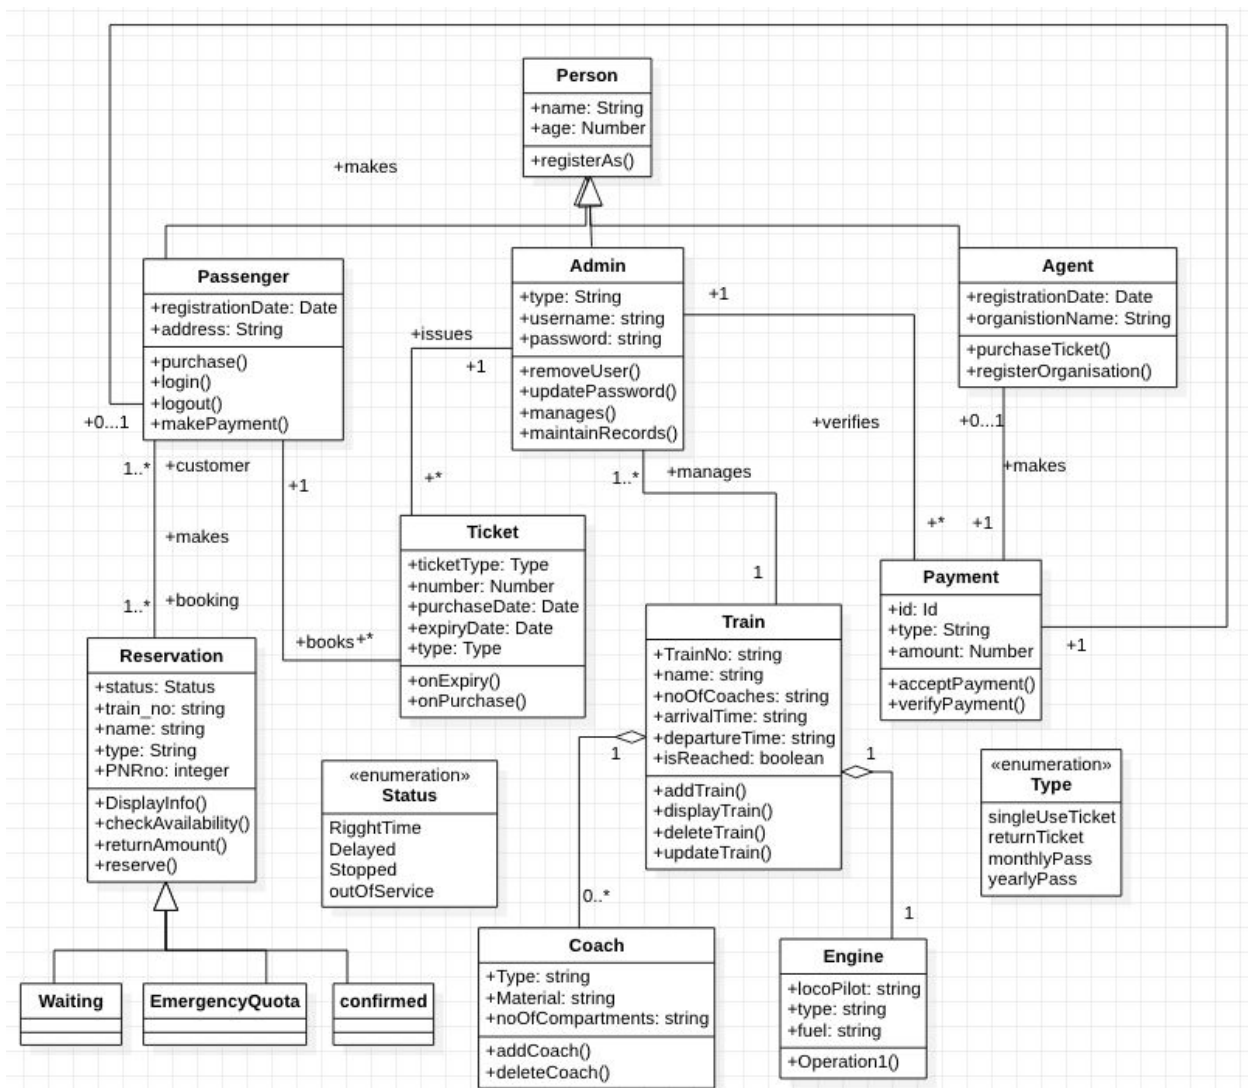 Person
+name: String
+age: Number
+registerAs()
+makes
Passenger
+registrationDate: Date
+address: String
+purchase()
+login()
+logout()
+makePayment()
Admin
+type: String
+username: string
+password: string
+removeUser()
+updatePassword()
+manages()
+maintainRecords()
Agent
+registrationDate: Date
+organistionName: String
+purchaseTicket()
+registerOrganisation()
+issues
+1
+1
+verifies
+0...1
+makes
+0...1
1..*
+customer
+1
+*
1..*
+manages
+*
+1
+makes
1..*
+booking
+books
+*
1
Ticket
+ticketType: Type
+number: Number
+purchaseDate: Date
+expiryDate: Date
+type: Type
+onExpiry()
+onPurchase()
Payment
+id: Id
+type: String
+amount: Number
+acceptPayment()
+verifyPayment()
+1
Reservation
+status: Status
+train_no: string
+name: string
+type: String
+PNRno: integer
+DisplayInfo()
+checkAvailability()
+returnAmount()
+reserve()
Train
+TrainNo: string
+name: string
+noOfCoaches: string
+arrivalTime: string
+departureTime: string
+isReached: boolean
+addTrain()
+displayTrain()
+deleteTrain()
+updateTrain()
1
1
«enumeration»
Status
RigghtTime
Delayed
Stopped
outOfService
«enumeration»
Type
singleUseTicket
returnTicket
monthlyPass
yearlyPass
0..*
1
Waiting
EmergencyQuota
confirmed
Coach
+Type: string
+Material: string
+noOfCompartments: string
+addCoach()
+deleteCoach()
Engine
+locoPilot: string
+type: string
+fuel: string
+Operation1()